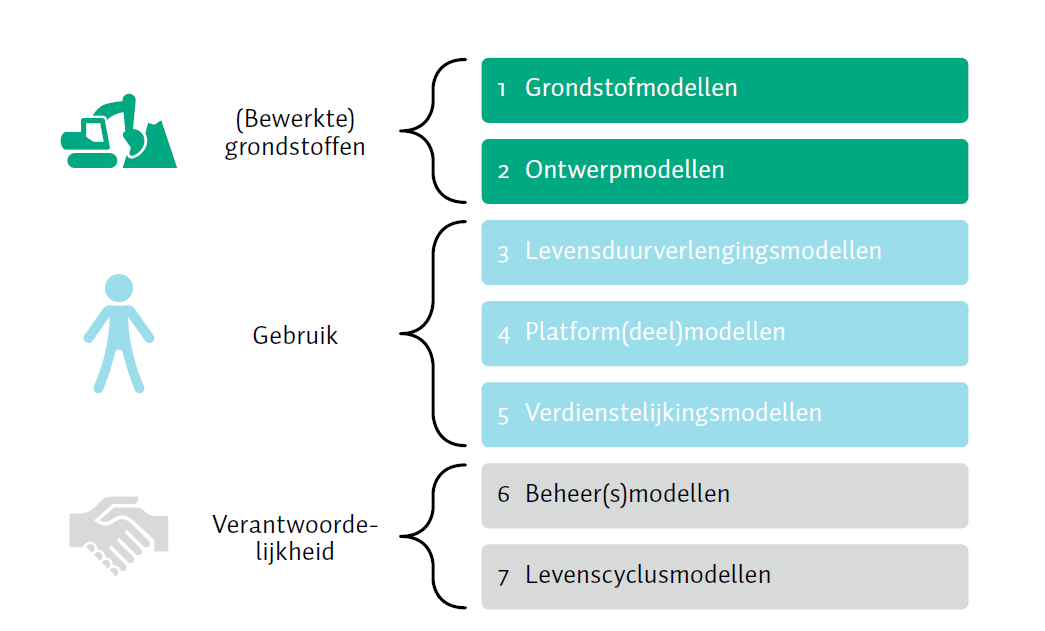 (Bewerkte)
grondstoffen
1 Grondstofmodellen
2 Ontwerpmodellen
Gebruik
3 Levensduurverlengingsmodellen
4 Platform(deel)modellen
5 Verdienstelijkingsmodellen
Verantwoorde-
lijkheid
6 Beheer(s)modellen
7 Levenscyclusmodellen